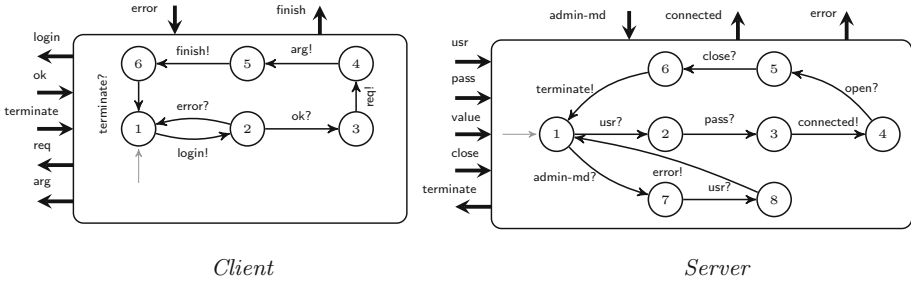 error
finish
login
ok
terminate
req
arg
finish!
arg!
6
5
4
terminate?
error?
ok?
req!
1
2
3
login!
Client
admin-md
connected
error
usr
pass
value
close
terminate
close?
6
5
terminate!
open?
usr?
pass?
connected!
1
2
3
4
admin-md?
error!
usr?
7
8
Server